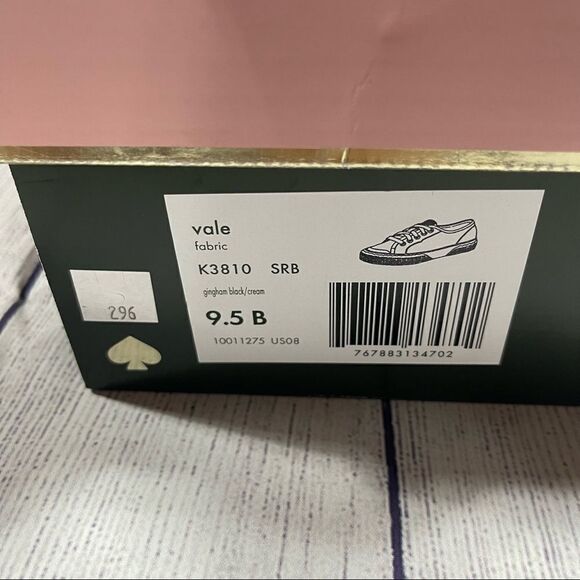 vale
fabric
K3810 SRB
gingham black/cream
9.5 B
10011275 US08
767883134702
296